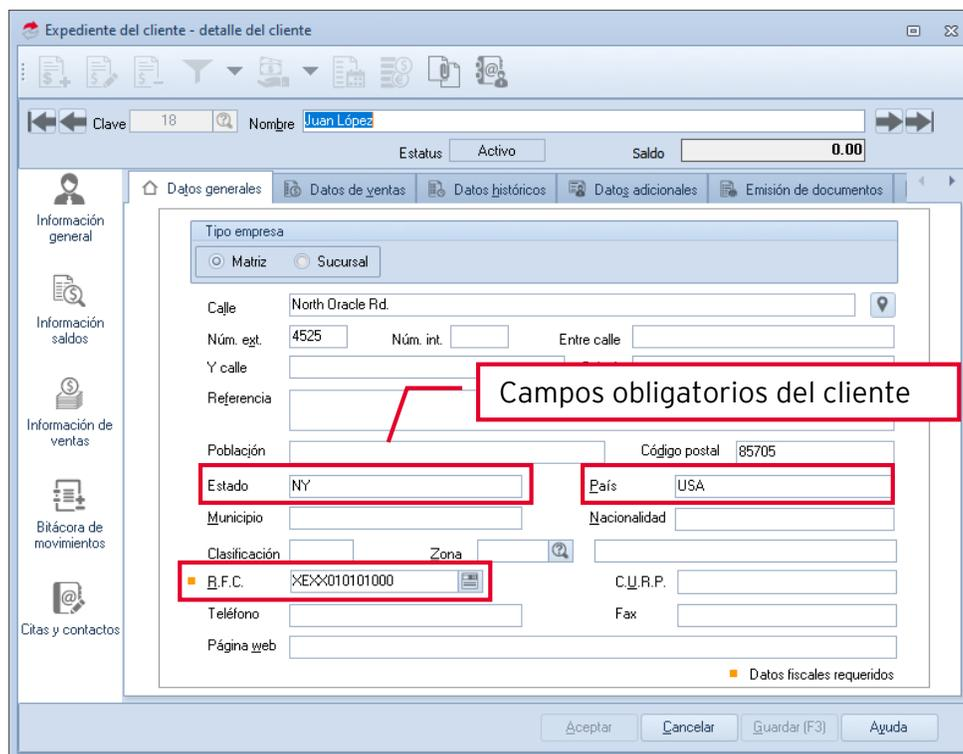 Expediente del cliente - detalle del cliente
Clave 18 Nombre Juan López
Estatus Activo Saldo 0.00
Información general
Información saldos
Información de ventas
Bitácora de movimientos
Citas y contactos
Datos generales Datos de ventas Datos históricos Datos adicionales Emisión de documentos
Tipo empresa
Matriz Sucursal
Calle North Oracle Rd.
Núm. ext. 4525 Núm. int. Entre calle
Y calle
Referencia
Campos obligatorios del cliente
Población Código postal 85705
Estado NY País USA
Municipio Nacionalidad
Clasificación Zona
R.F.C. XEXX010101000 C.U.R.P.
Teléfono Fax
Página web
Datos fiscales requeridos
Aceptar Cancelar Guardar (F3) Ayuda